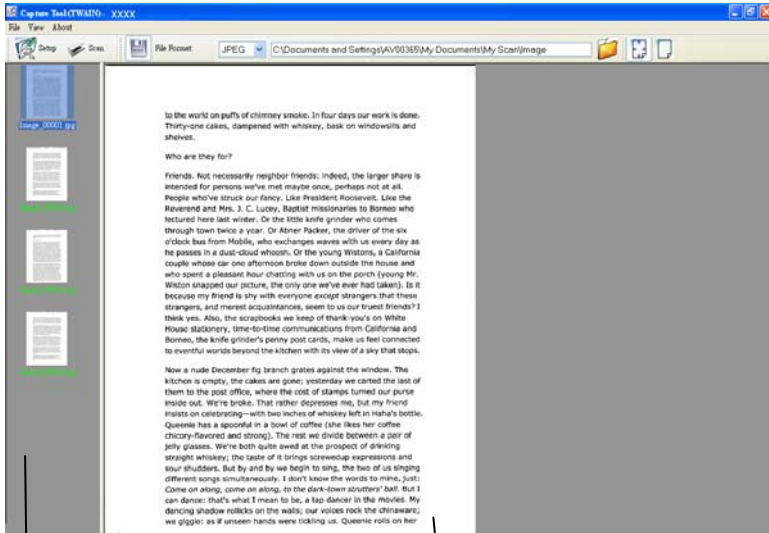 Capture Tool(TWAIN)- XXXX
File View About
Setup Scan File Format JPEG C:\Documents and Settings\AV00365\My Documents\My Scan\Image
Image_00001.jpg
to the world on puffs of chimney smoke. In four days our work is done.
Thirty-one cakes, dampened with whiskey, bask on windowsills and
shelves.
Who are they for?
Friends. Not necessarily neighbor friends: indeed, the larger share is
intended for persons we've met maybe once, perhaps not at all.
People who've struck our fancy. Like President Roosevelt. Like the
Reverend and Mrs. J. C. Lucey, Baptist missionaries to Borneo who
lectured here last winter. Or the little knife grinder who comes
through town twice a year. Or Abner Packer, the driver of the six
o'clock bus from Mobile, who exchanges waves with us every day as
he passes in a dust-cloud whoosh. Or the young Wistons, a California
couple whose car one afternoon broke down outside the house and
who spent a pleasant hour chatting with us on the porch (young Mr.
Wiston snapped our picture, the only one we've ever had taken). Is it
because my friend is shy with everyone except strangers that these
strangers, and merest acquaintances, seem to us our truest friends? I
think yes. Also, the scrapbooks we keep of thank-you's on White
House stationery, time-to-time communications from California and
Borneo, the knife grinder's penny post cards, make us feel connected
to eventful worlds beyond the kitchen with its view of a sky that stops.
Now a nude December fig branch grates against the window. The
kitchen is empty, the cakes are gone; yesterday we carted the last of
them to the post office, where the cost of stamps turned our purse
inside out. We're broke. That rather depresses me, but my friend
insists on celebrating—with two inches of whiskey left in Haha's bottle.
Queenie has a spoonful in a bowl of coffee (she likes her coffee
chicory-flavored and strong). The rest we divide between a pair of
jelly glasses. We're both quite awed at the prospect of drinking
straight whiskey; the taste of it brings screwedup expressions and
sour shudders. But by and by we begin to sing, the two of us singing
different songs simultaneously. I don't know the words to mine, just:
Come on along, come on along, to the dark-town strutters' ball. But I
can dance: that's what I mean to be, a tap dancer in the movies. My
dancing shadow rollicks on the walls; our voices rock the chinaware;
we giggle: as if unseen hands were tickling us. Queenie rolls on her